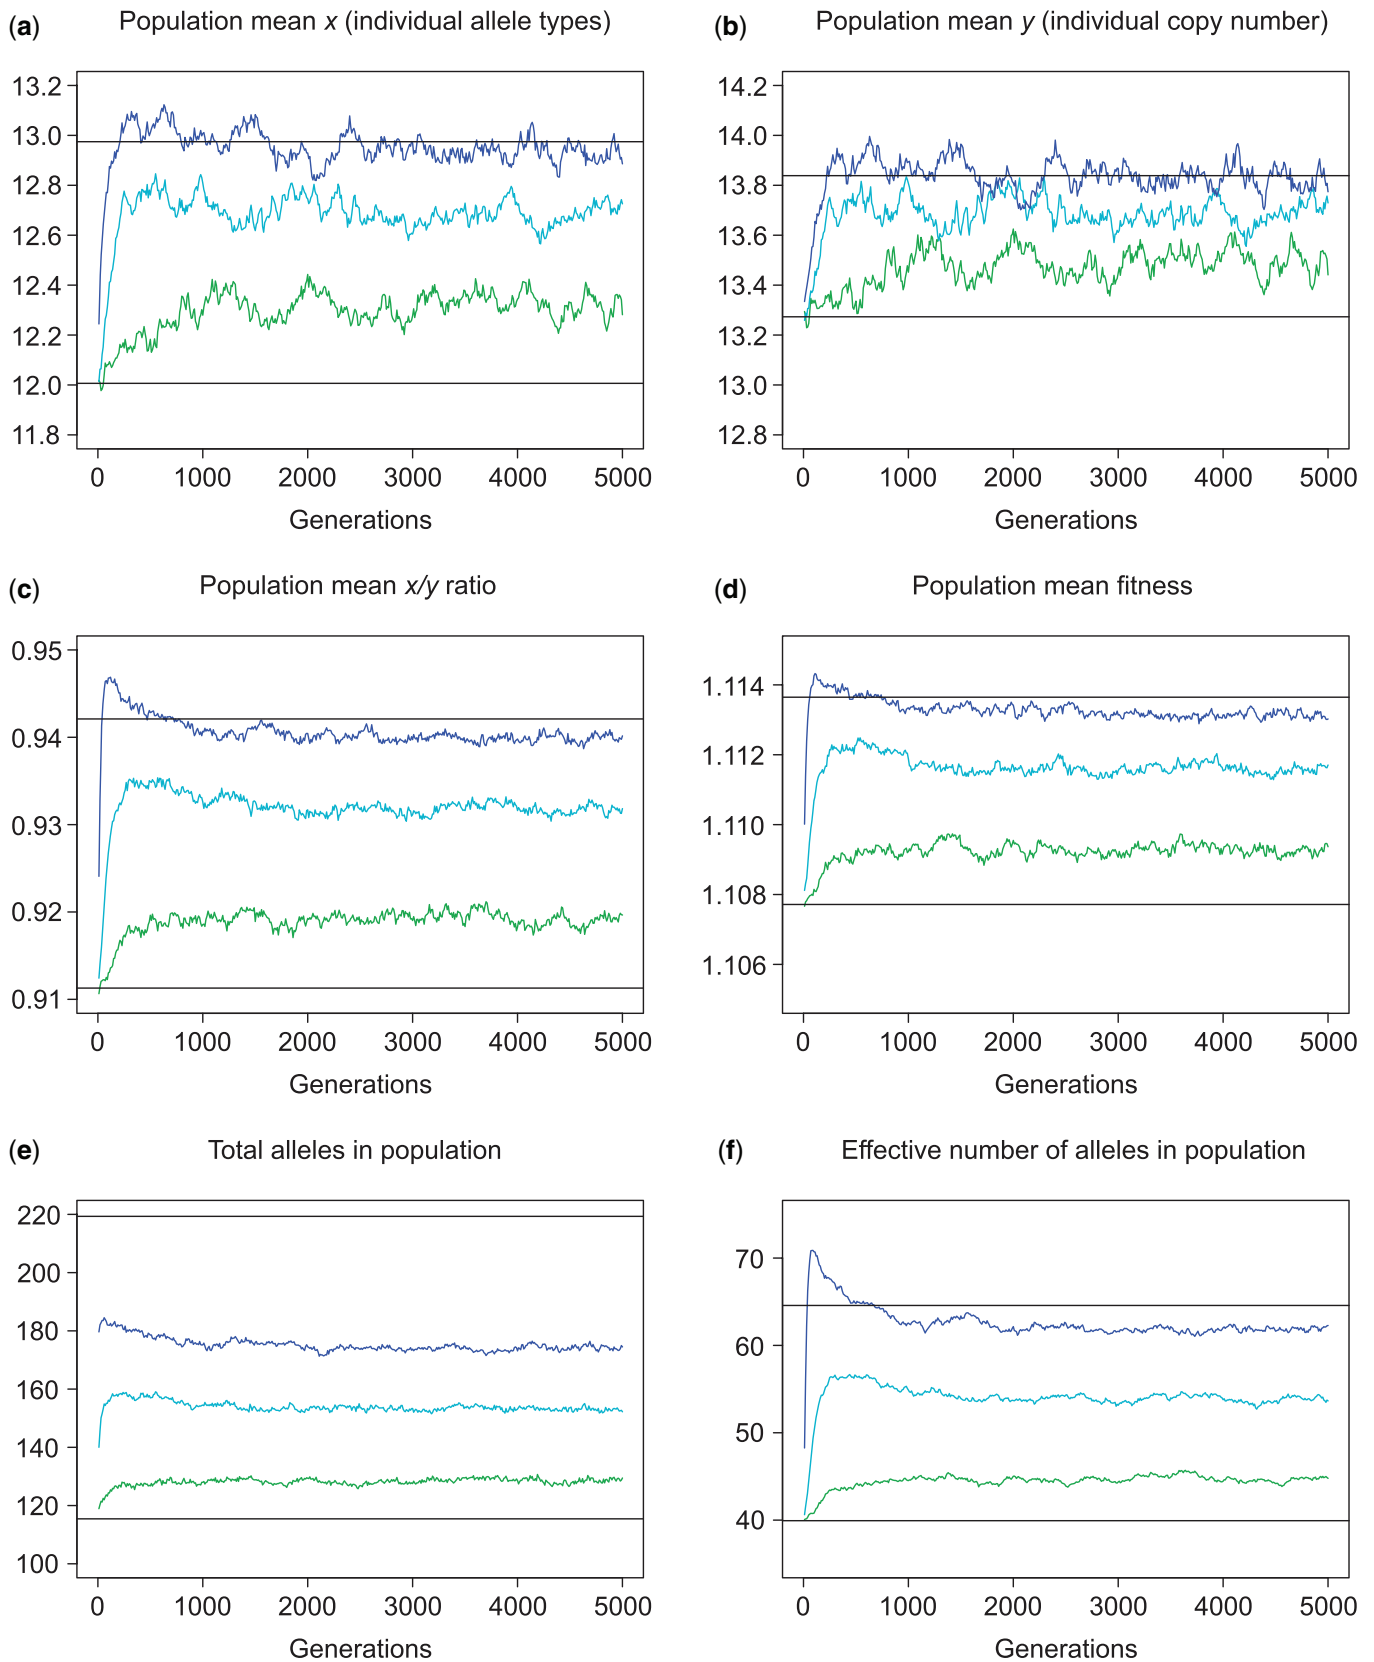 (a) Population mean x (individual allele types)
13.2
13.0
12.8
12.6
12.4
12.2
12.0
11.8
0 1000 2000 3000 4000 5000
Generations
(b) Population mean y (individual copy number)
14.2
14.0
13.8
13.6
13.4
13.2
13.0
12.8
0 1000 2000 3000 4000 5000
Generations
(c) Population mean x/y ratio
0.95
0.94
0.93
0.92
0.91
0 1000 2000 3000 4000 5000
Generations
(d) Population mean fitness
1.114
1.112
1.110
1.108
1.106
0 1000 2000 3000 4000 5000
Generations
(e) Total alleles in population
220
200
180
160
140
120
100
0 1000 2000 3000 4000 5000
Generations
(f) Effective number of alleles in population
70
60
50
40
0 1000 2000 3000 4000 5000
Generations